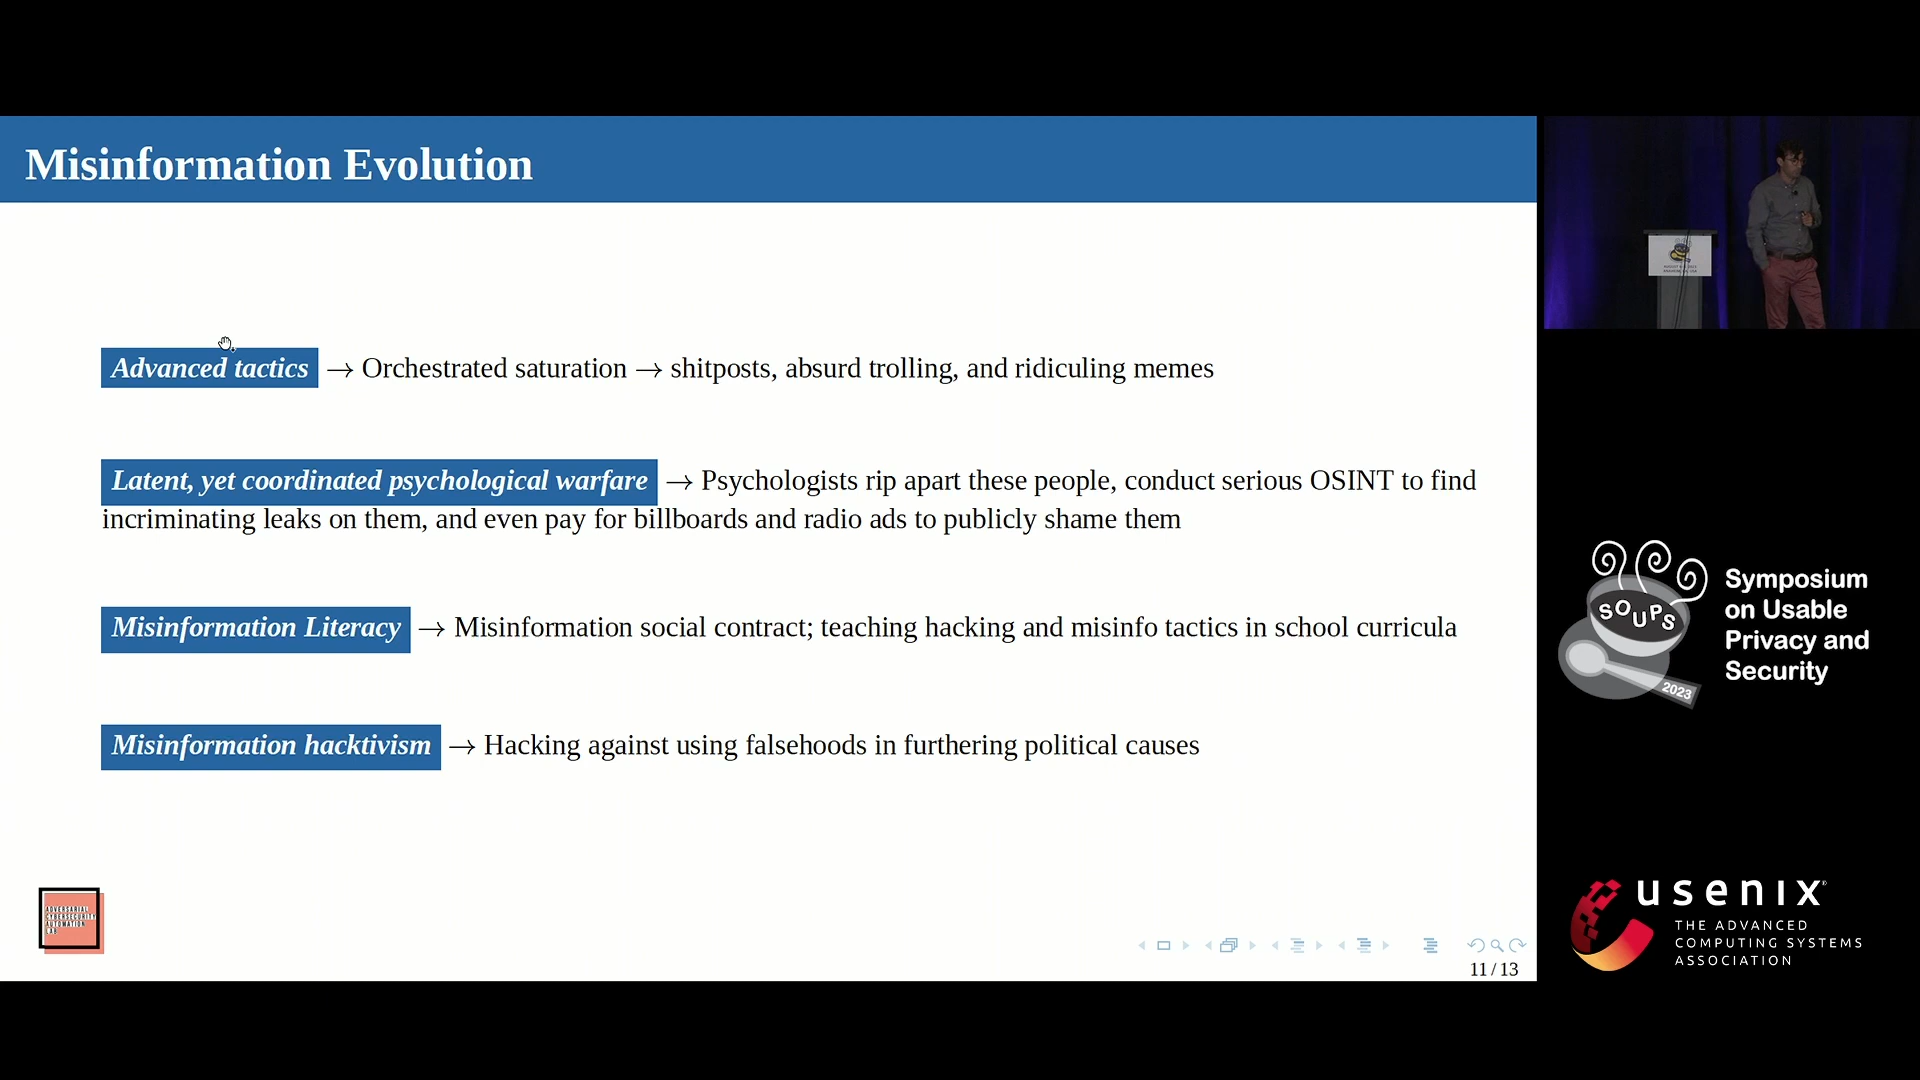 Misinformation Evolution
Advanced tactics → Orchestrated saturation → shitposts, absurd trolling, and ridiculing memes
Latent, yet coordinated psychological warfare → Psychologists rip apart these people, conduct serious OSINT to find
incriminating leaks on them, and even pay for billboards and radio ads to publicly shame them
Misinformation Literacy → Misinformation social contract; teaching hacking and misinfo tactics in school curricula
Misinformation hacktivism → Hacking against using falsehoods in furthering political causes
ADVERSARIAL
CYBERSECURITY
AUTOMATION
LAB
11 / 13
SOUPS
2023
Symposium
on Usable
Privacy and
Security
usenix
THE ADVANCED
COMPUTING SYSTEMS
ASSOCIATION